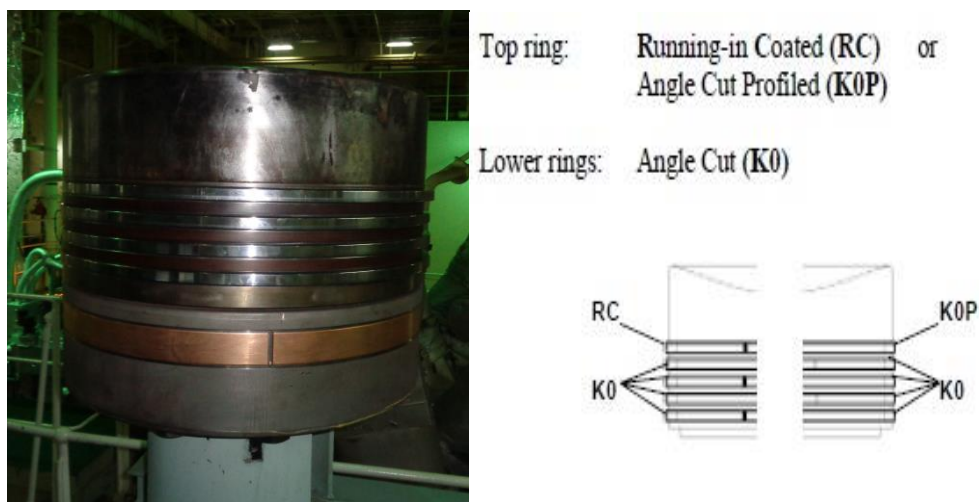 Top ring: Running-in Coated (RC) or
Angle Cut Profiled (K0P)
Lower rings: Angle Cut (K0)
RC K0P
K0 K0